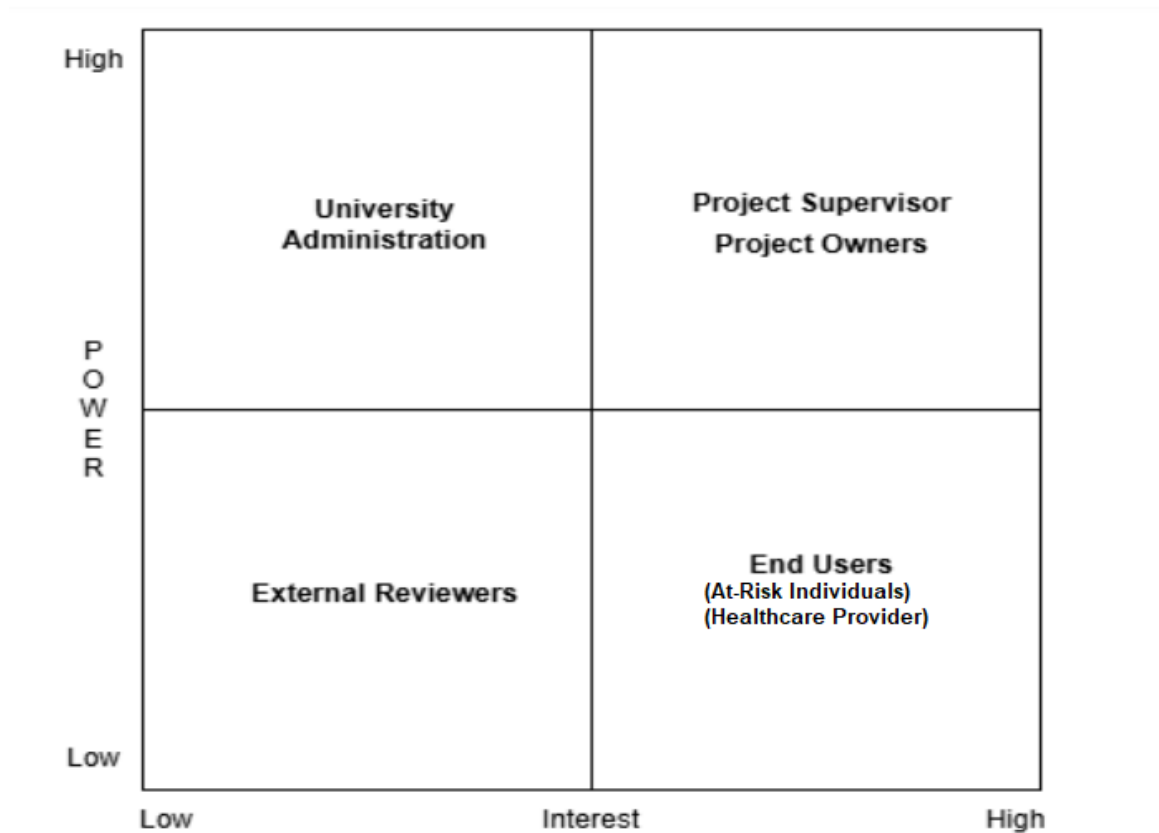 High
University
Administration
Project Supervisor
Project Owners
P
O
W
E
R
External Reviewers
End Users
(At-Risk Individuals)
(Healthcare Provider)
Low
Low
Interest
High